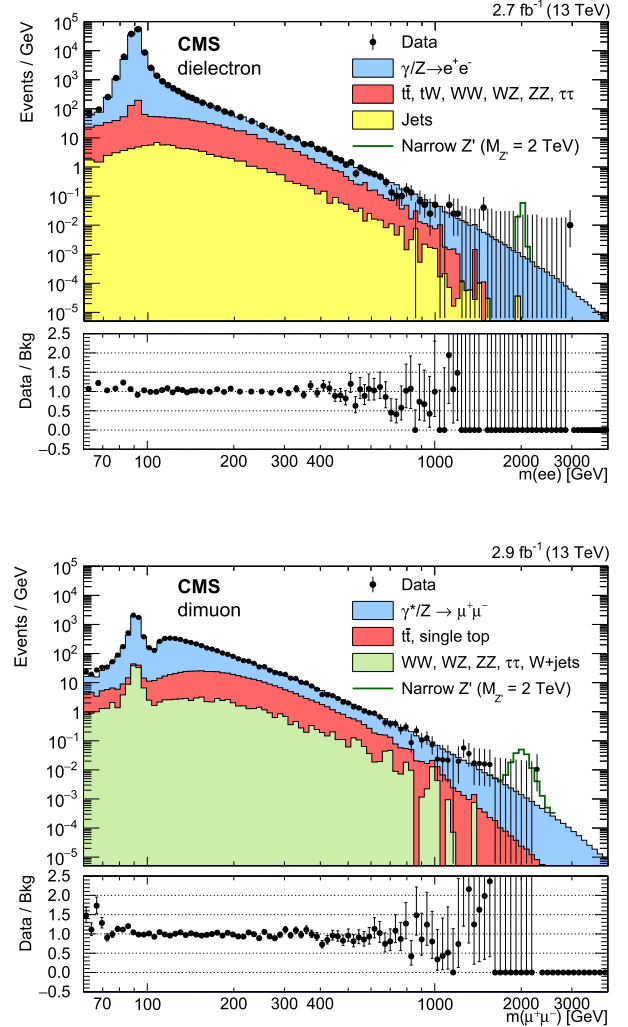 2.7 fb⁻¹ (13 TeV)
Events / GeV
10⁵
10⁴
10³
10²
10
1
10⁻¹
10⁻²
10⁻³
10⁻⁴
10⁻⁵
CMS
dielectron
Data
γ/Z→e⁺e⁻
tt̄, tW, WW, WZ, ZZ, ττ
Jets
Narrow Z' (M_Z' = 2 TeV)
Data / Bkg
2.5
2.0
1.5
1.0
0.5
0.0
−0.5
70 100 200 300 400 1000 2000 3000
m(ee) [GeV]
2.9 fb⁻¹ (13 TeV)
Events / GeV
10⁵
10⁴
10³
10²
10
1
10⁻¹
10⁻²
10⁻³
10⁻⁴
10⁻⁵
CMS
dimuon
Data
γ*/Z → μ⁺μ⁻
tt̄, single top
WW, WZ, ZZ, ττ, W+jets
Narrow Z' (M_Z' = 2 TeV)
Data / Bkg
2.5
2.0
1.5
1.0
0.5
0.0
−0.5
70 100 200 300 400 1000 2000 3000
m(μ⁺μ⁻) [GeV]